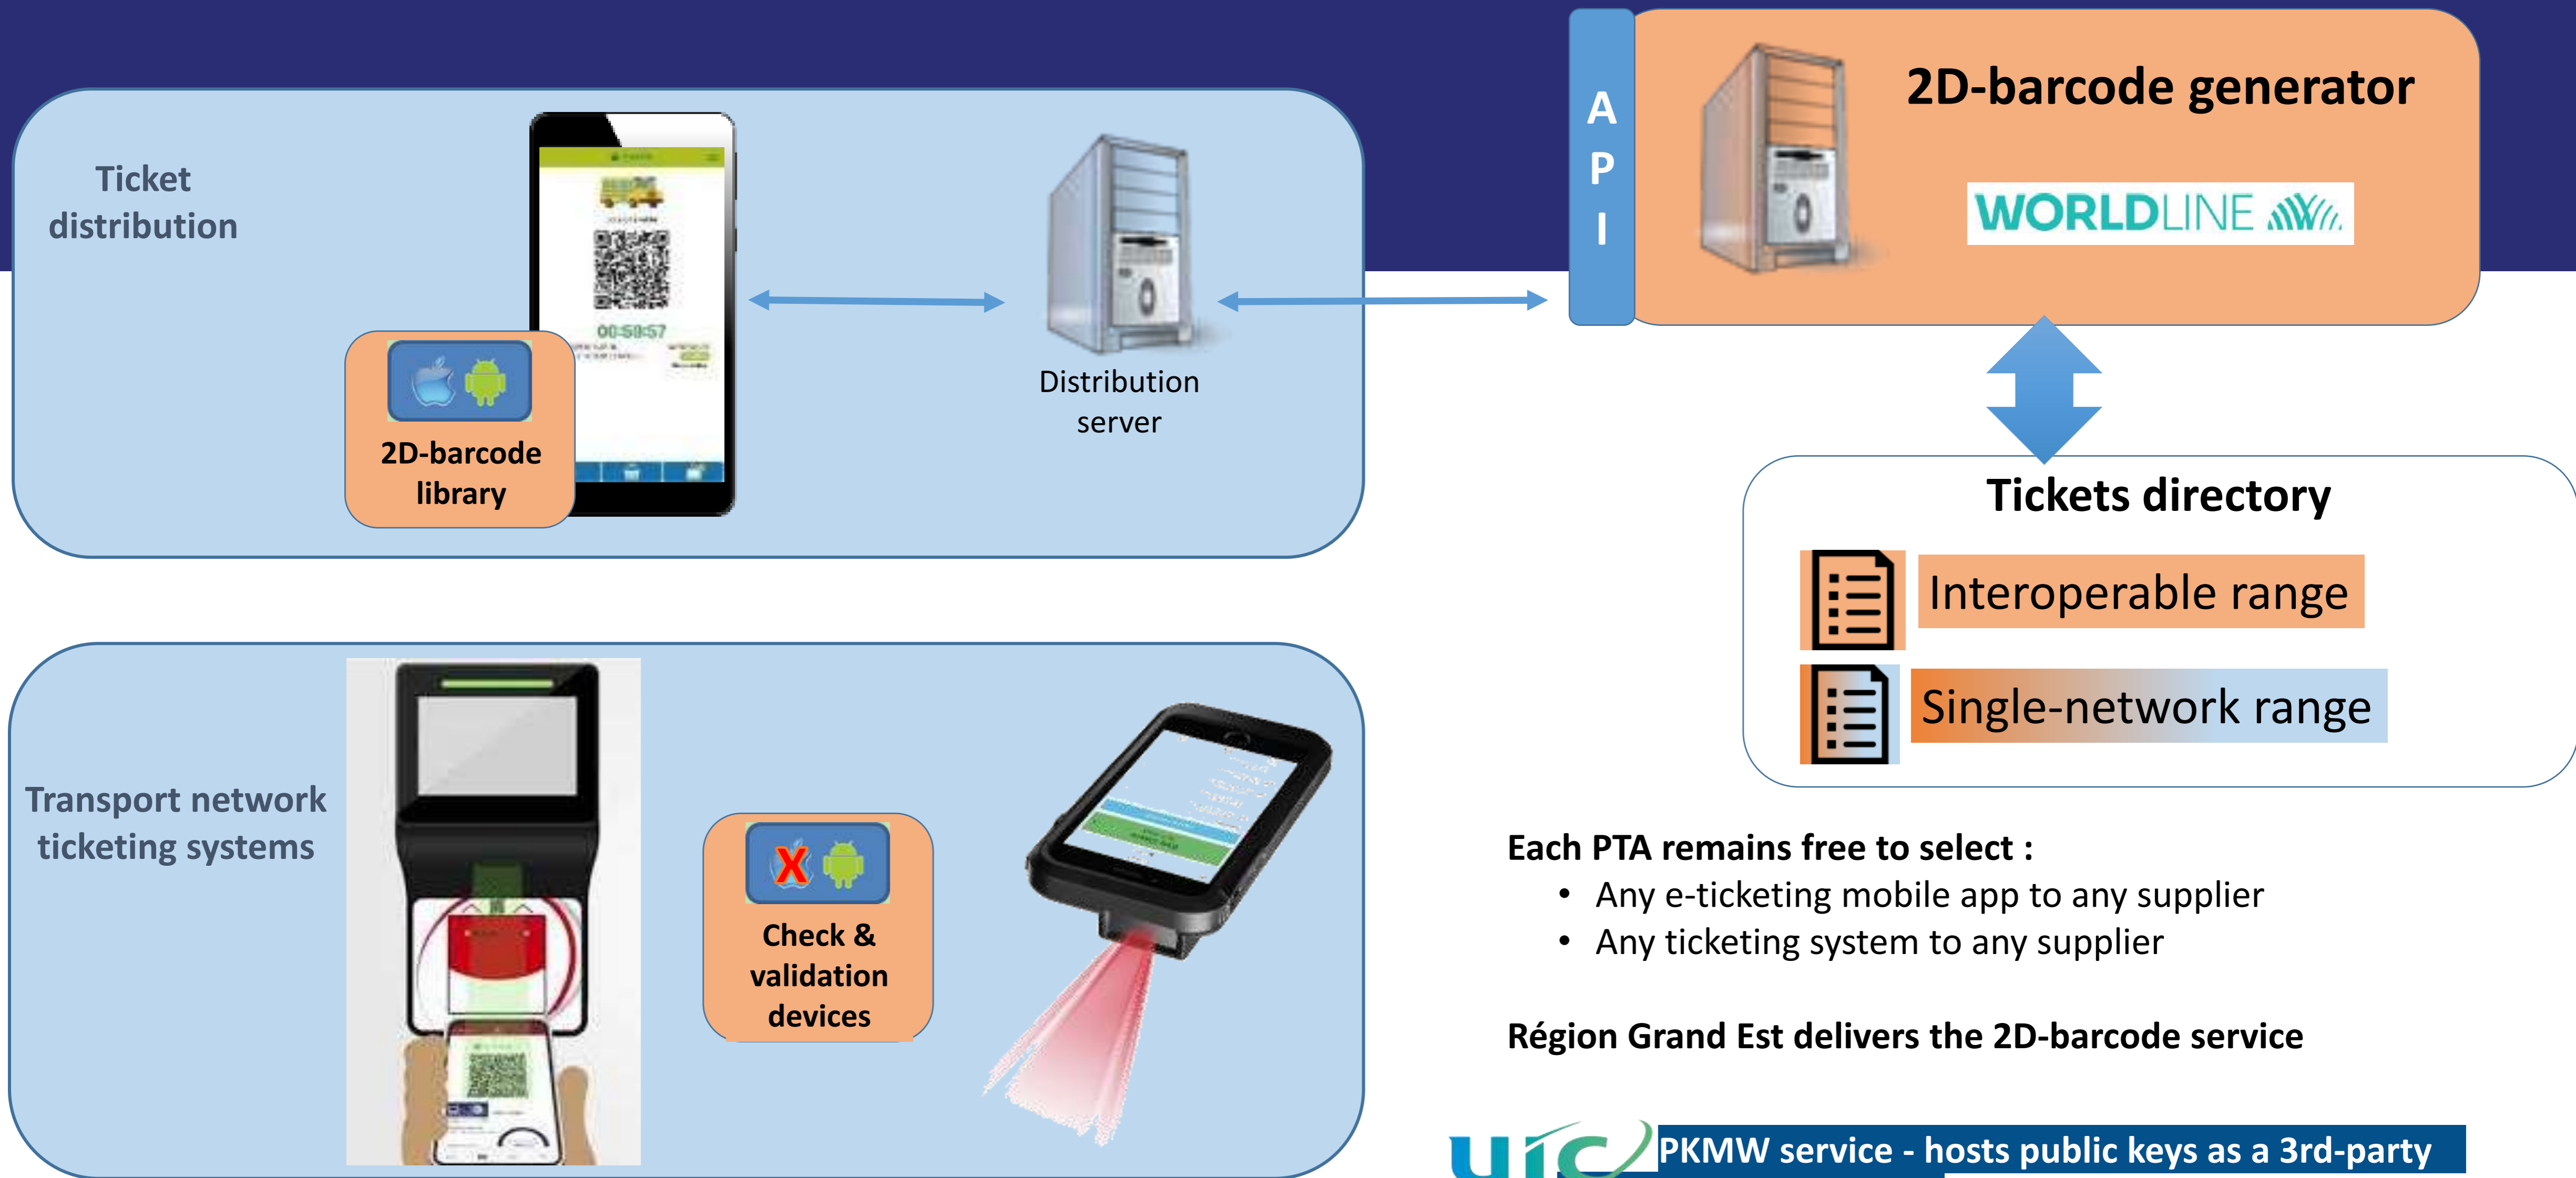 Ticket
distribution
00:59:57
2D-barcode
library
Distribution
server
A
P
I
2D-barcode generator
WORLDLINE
Tickets directory
Interoperable range
Single-network range
Transport network
ticketing systems
X
Check &
validation
devices
Each PTA remains free to select :
• Any e-ticketing mobile app to any supplier
• Any ticketing system to any supplier
Région Grand Est delivers the 2D-barcode service
uic
PKMW service - hosts public keys as a 3rd-party